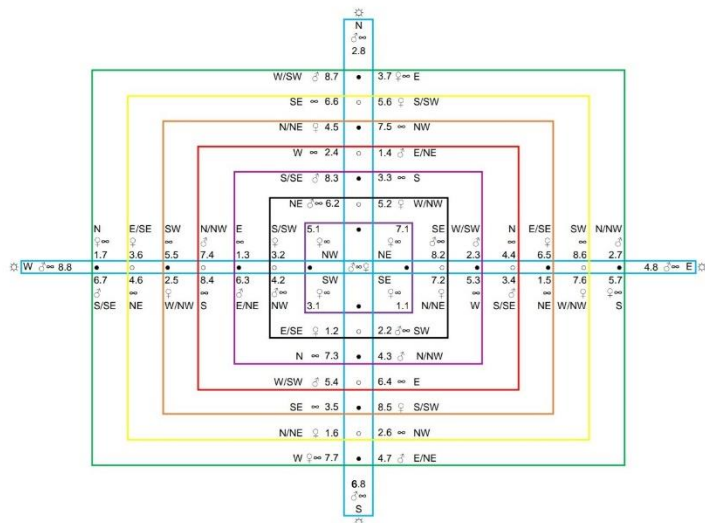 ☼
N
♂∞
2.8
W/SW ♂ 8.7 • 3.7 ♀∞ E
SE ∞ 6.6 ○ 5.6 ♀ S/SW
N/NE ♀ 4.5 • 7.5 ∞ NW
W ∞ 2.4 ○ 1.4 ♂ E/NE
S/SE ♂ 8.3 • 3.3 ∞ S
NE ♂∞ 6.2 ○ 5.2 ♀ W/NW
N E/SE SW N/NW E S/SW 5.1 • 7.1 SE W/SW N E/SE SW N/NW
♀∞ ♀ ∞ ♂ ∞ ♀ ♀∞ ♀∞ ♂∞ ♂ ∞ ♀ ∞ ♂
1.7 3.6 5.5 7.4 1.3 3.2 NW NE 8.2 2.3 4.4 6.5 8.6 2.7
☼ W ♂∞ 8.8 • ○ • ○ • ○ • ♂∞♀ • ○ • ○ • ○ • 4.8 ♂∞ E ☼
6.7 4.6 2.5 8.4 6.3 4.2 SW SE 7.2 5.3 3.4 1.5 7.6 5.7
♂ ∞ ♀ ∞ ♂ ♂∞ ♀∞ ♀∞ ♀ ∞ ♂ ∞ ♀ ♀∞
S/SE NE W/NW S E/NE NW 3.1 • 1.1 N/NE W S/SE NE W/NW S
E/SE ♀ 1.2 ○ 2.2 ♂∞ SW
N ∞ 7.3 • 4.3 ♂ N/NW
W/SW ♂ 5.4 ○ 6.4 ∞ E
SE ∞ 3.5 • 8.5 ♀ S/SW
N/NE ♀ 1.6 ○ 2.6 ∞ NW
W ♀∞ 7.7 • 4.7 ♂ E/NE
6.8
♂∞
S
☼